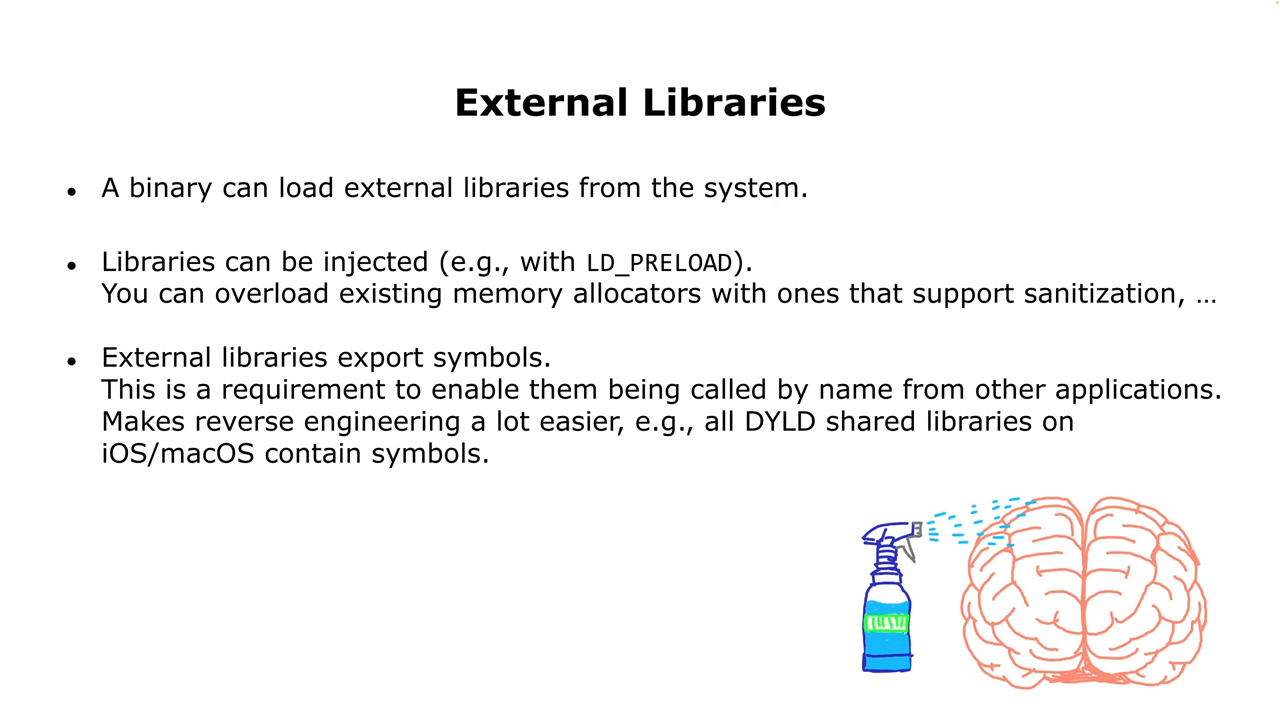 External Libraries
● A binary can load external libraries from the system.
● Libraries can be injected (e.g., with LD_PRELOAD).
You can overload existing memory allocators with ones that support sanitization, …
● External libraries export symbols.
This is a requirement to enable them being called by name from other applications.
Makes reverse engineering a lot easier, e.g., all DYLD shared libraries on
iOS/macOS contain symbols.